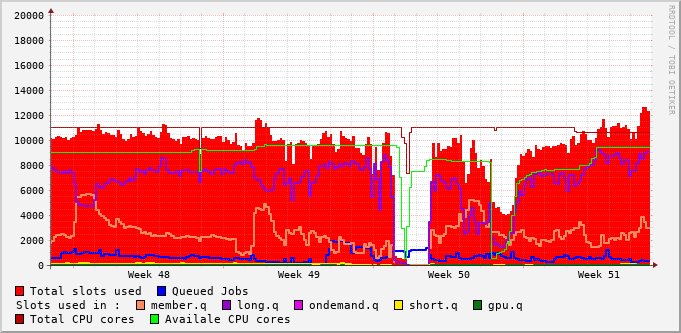 RRDTOOL / TOBI OETIKER
20000
18000
16000
14000
12000
10000
8000
6000
4000
2000
0
Week 48 Week 49 Week 50 Week 51
Total slots used Queued Jobs
Slots used in : member.q long.q ondemand.q short.q gpu.q
Total CPU cores Availale CPU cores